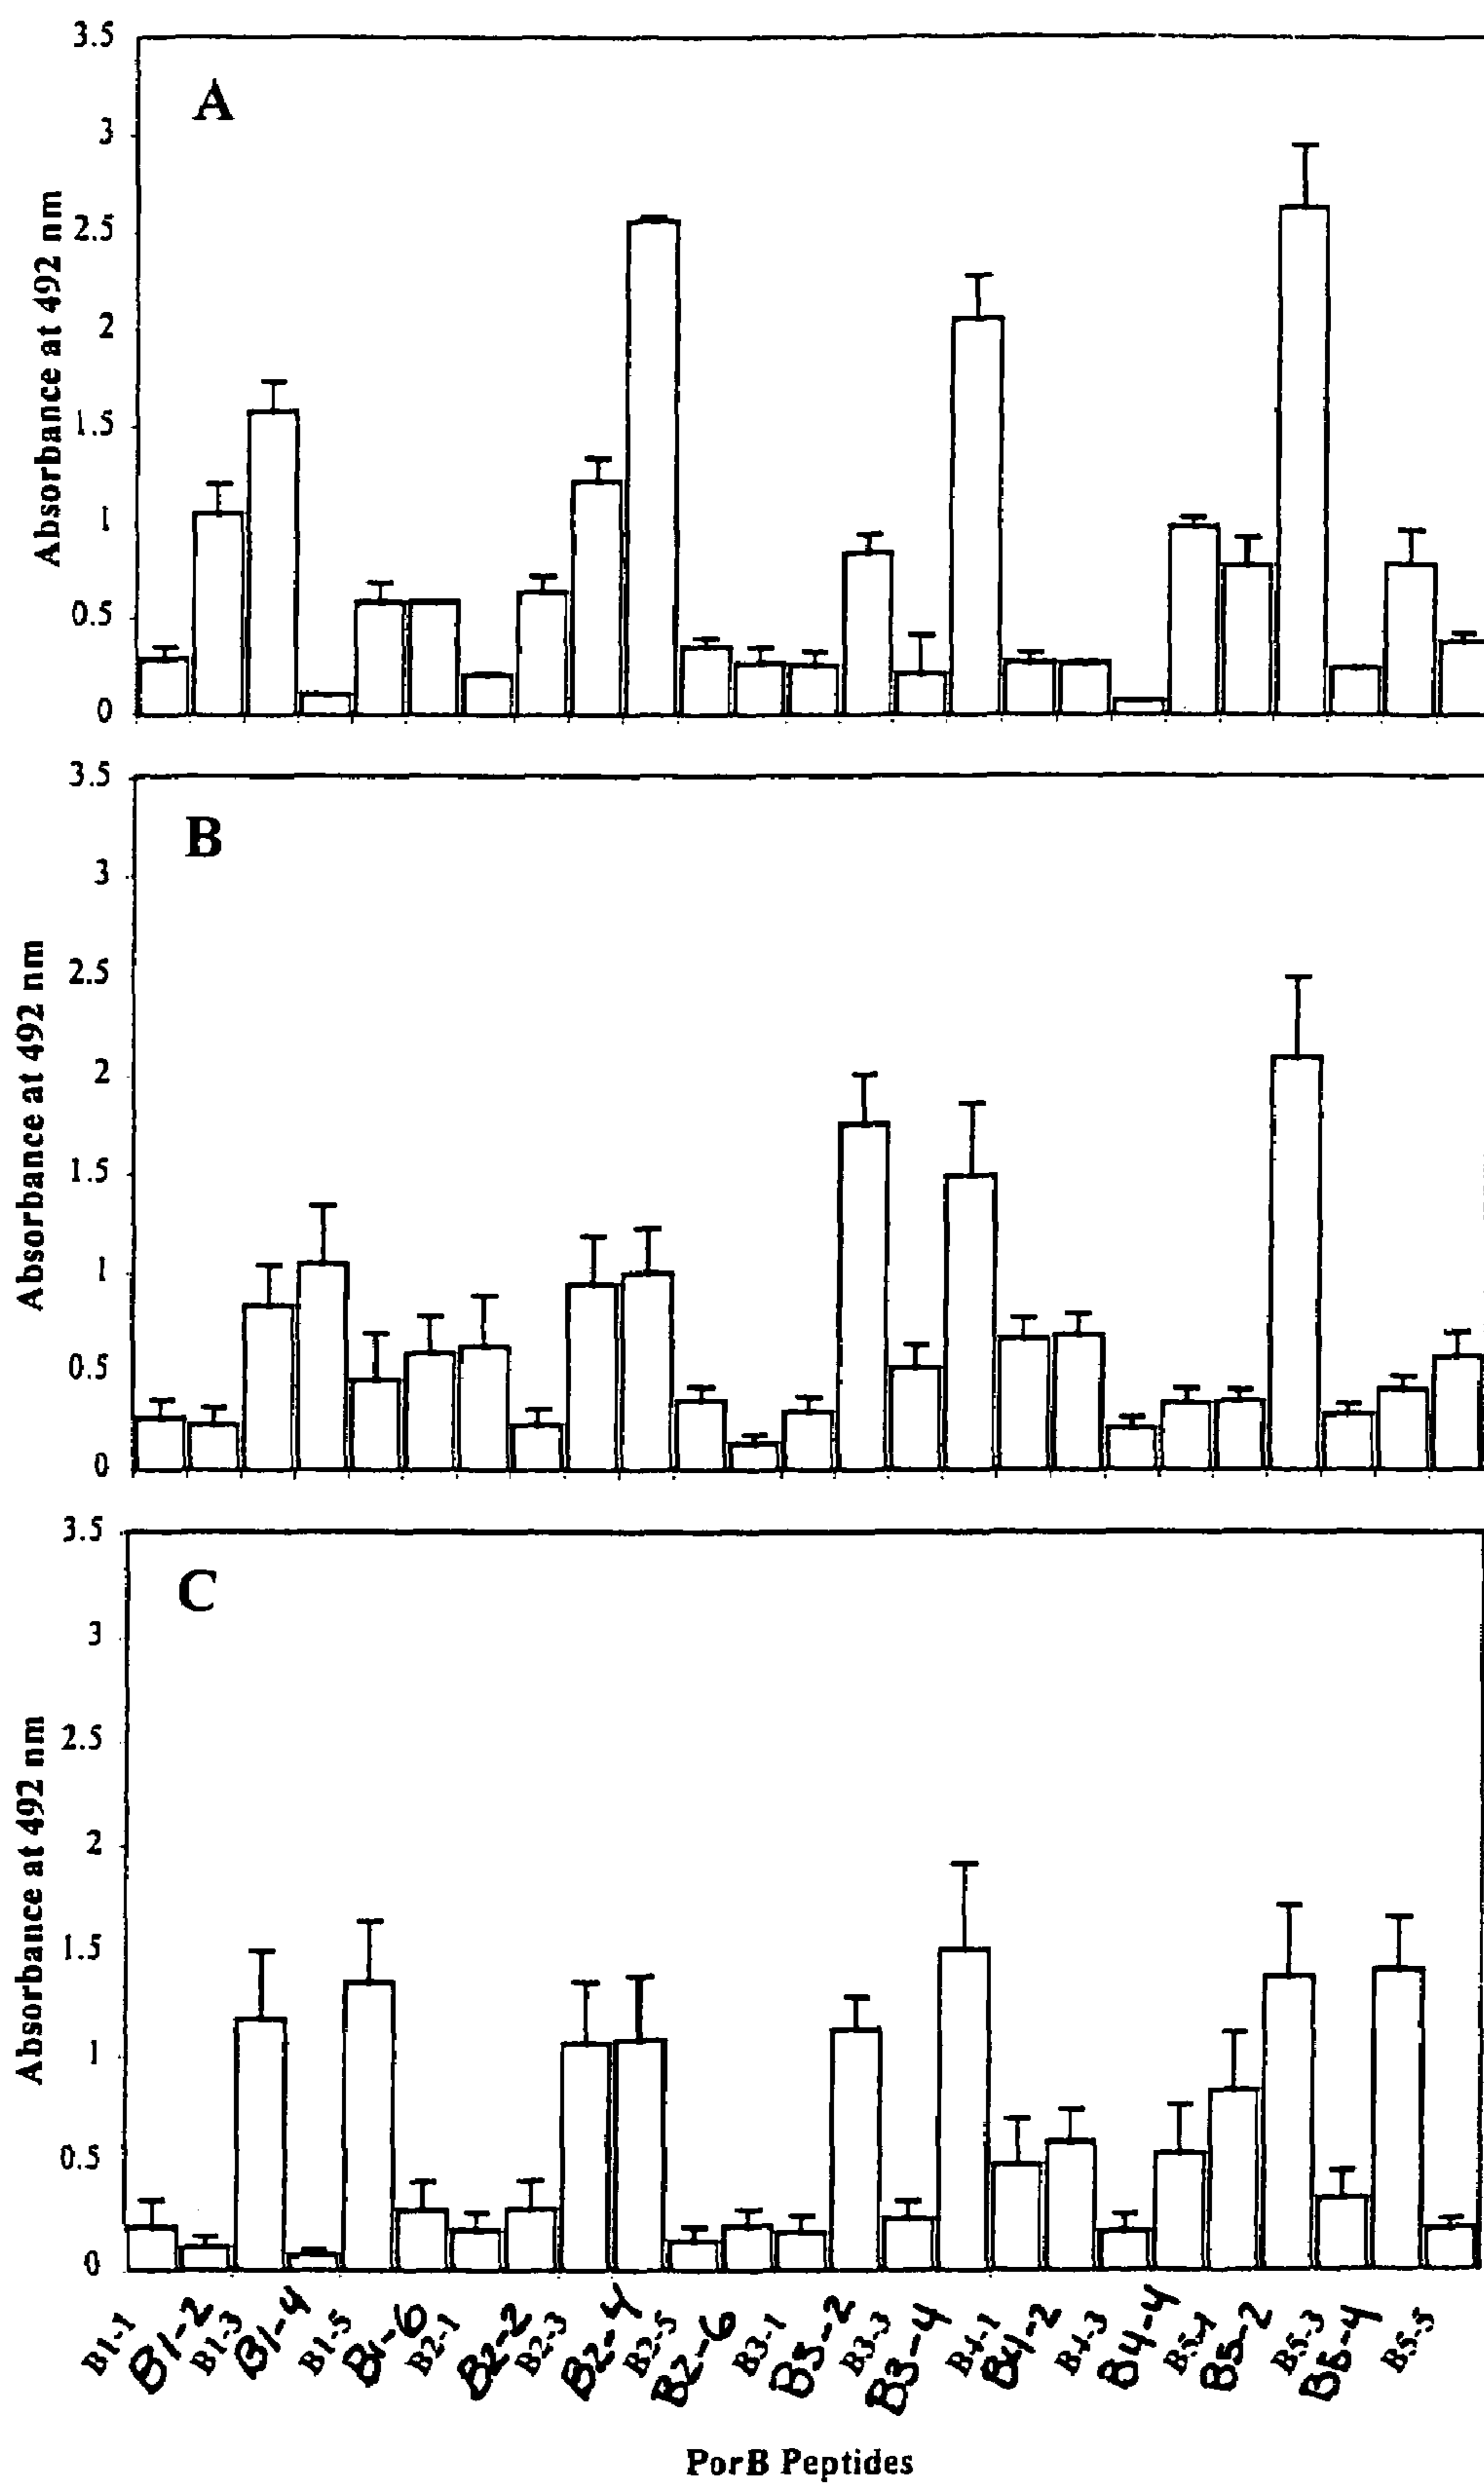 A
Absorbance at 492 nm
3.5
3
2.5
2
1.5
1
0.5
0
B
Absorbance at 492 nm
3.5
3
2.5
2
1.5
1
0.5
0
C
Absorbance at 492 nm
3.5
3
2.5
2
1.5
1
0.5
0
B1-1
B1-2
B1-3
B1-4
B1-5
B1-6
B2-1
B2-2
B2-3
B2-4
B2-5
B2-6
B3-1
B3-2
B3-3
B3-4
B4-1
B4-2
B4-3
B4-4
B5-1
B5-2
B5-3
B5-4
B5-5
PorB Peptides